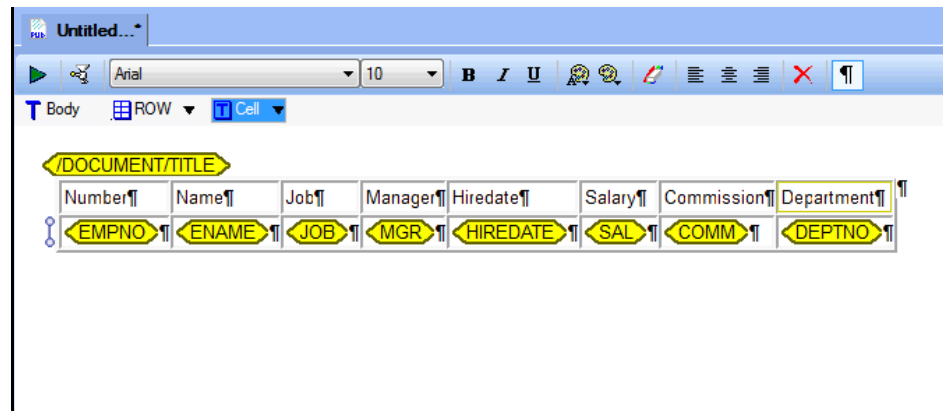 Untitled...*
Arial 10 B I U ¶
Body ROW Cell
/DOCUMENT/TITLE
Number¶ Name¶ Job¶ Manager¶ Hiredate¶ Salary¶ Commission¶ Department¶ ¶
EMPNO ¶ ENAME ¶ JOB ¶ MGR ¶ HIREDATE ¶ SAL ¶ COMM ¶ DEPTNO ¶